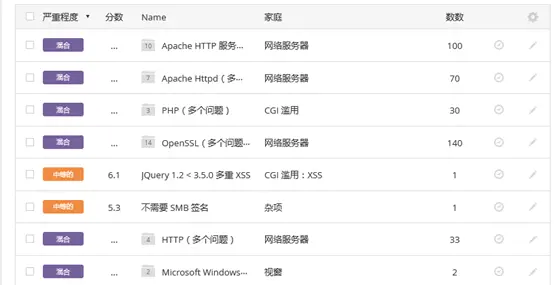 严重程度 ▼ 分数 Name 家庭 数数
混合 ... 10 Apache HTTP 服务... 网络服务器 100
混合 ... 7 Apache Httpd（多... 网络服务器 70
混合 ... 3 PHP（多个问题） CGI 滥用 30
混合 ... 14 OpenSSL（多个问题... 网络服务器 140
中等的 6.1 JQuery 1.2 < 3.5.0 多重 XSS CGI 滥用：XSS 1
中等的 5.3 不需要 SMB 签名 杂项 1
混合 ... 4 HTTP（多个问题） 网络服务器 33
混合 ... 2 Microsoft Windows... 视窗 2